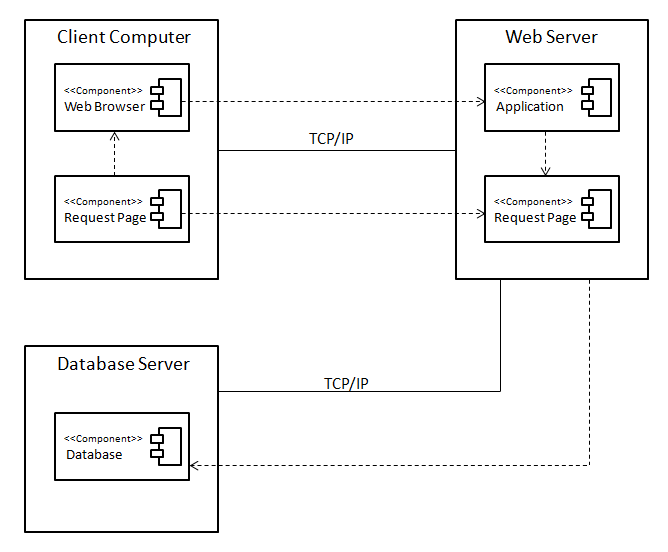 Client Computer
<<Component>>
Web Browser
<<Component>>
Request Page
TCP/IP
Web Server
<<Component>>
Application
<<Component>>
Request Page
Database Server
<<Component>>
Database
TCP/IP